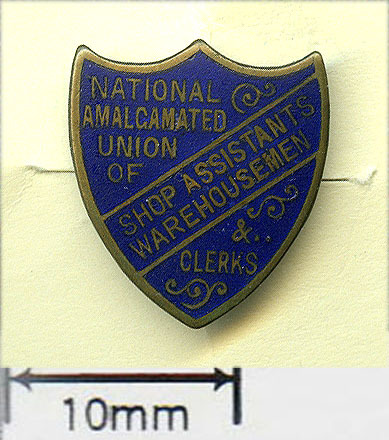 NATIONAL
AMALGAMATED
UNION
OF
SHOP ASSISTANTS
WAREHOUSEMEN
&..
CLERKS
10mm